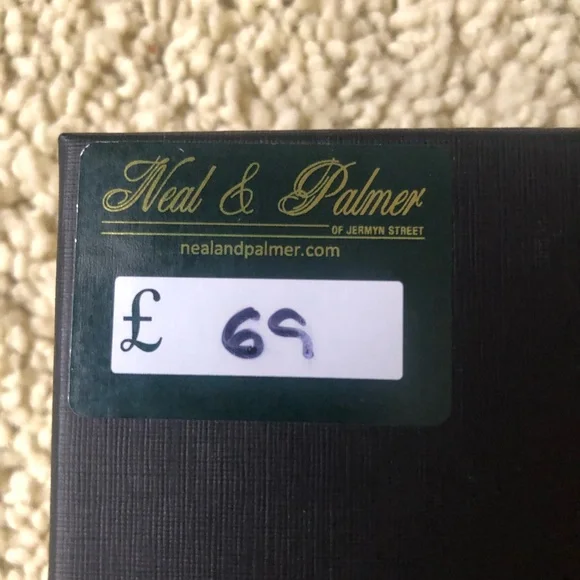 Neal & Palmer
OF JERMYN STREET
nealandpalmer.com
£ 69